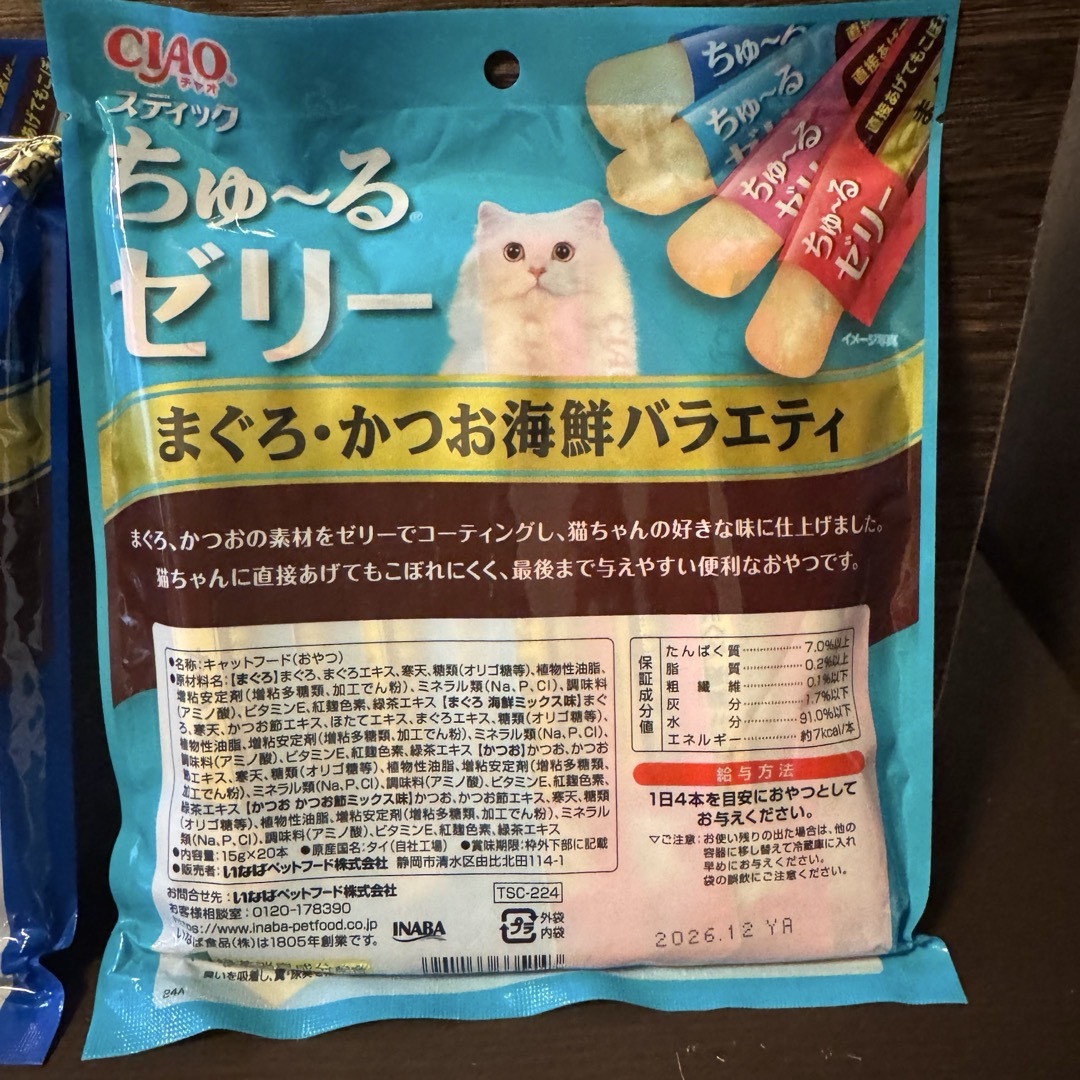 CIAO
チャオ
スティック
ちゅ～る
ゼリー
ちゅ～る
ちゅ～る
ちゅ～る
ちゅ～る
ゼリー
直接あげてもこぼ
イメージ写真
まぐろ・かつお海鮮バラエティ
まぐろ、かつおの素材をゼリーでコーティングし、猫ちゃんの好きな味に仕上げました。
猫ちゃんに直接あげてもこぼれにくく、最後まで与えやすい便利なおやつです。
●名称：キャットフード(おやつ)
●原材料名：【まぐろ】まぐろ、まぐろエキス、寒天、糖類(オリゴ糖等)、植物性油脂、
増粘安定剤(増粘多糖類、加工でん粉)、ミネラル類(Na、P、Cl)、調味料
(アミノ酸)、ビタミンE、紅麹色素、緑茶エキス【まぐろ 海鮮ミックス味】まぐ
ろ、寒天、かつお節エキス、ほたてエキス、まぐろエキス、糖類(オリゴ糖等)、
植物性油脂、増粘安定剤(増粘多糖類、加工でん粉)、ミネラル類(Na、P、Cl)、
調味料(アミノ酸)、ビタミンE、紅麹色素、緑茶エキス【かつお】かつお、かつお
節エキス、寒天、糖類(オリゴ糖等)、植物性油脂、増粘安定剤(増粘多糖類、
加工でん粉)、ミネラル類(Na、P、Cl)、調味料(アミノ酸)、ビタミンE、紅麹色素、
緑茶エキス【かつお かつお節ミックス味】かつお、かつお節エキス、寒天、糖類
(オリゴ糖等)、植物性油脂、増粘安定剤(増粘多糖類、加工でん粉)、ミネラル
類(Na、P、Cl)、調味料(アミノ酸)、ビタミンE、紅麹色素、緑茶エキス
●内容量：15g×20本 ●原産国名：タイ(自社工場) ●賞味期限：枠外下部に記載
●販売者：いなばペットフード株式会社 静岡市清水区由比北田114-1
保証成分値
たんぱく質 7.0%以上
脂質 0.2%以上
粗繊維 0.1%以下
灰分 1.7%以下
水分 91.0%以下
エネルギー 約7kcal/本
給与方法
1日4本を目安におやつとして
お与えください。
▽ご注意：お使い残りの出た場合は、他の
容器に移し替えて冷蔵庫に入れ
早めにお与えください。
袋の誤飲にご注意ください。
お問合せ先：いなばペットフード株式会社
お客様相談室：0120-178390
https://www.inaba-petfood.co.jp
いなば食品(株)は1805年創業です。
INABA
TSC-224
プラ
外袋
内袋
2026.12 YA
24A